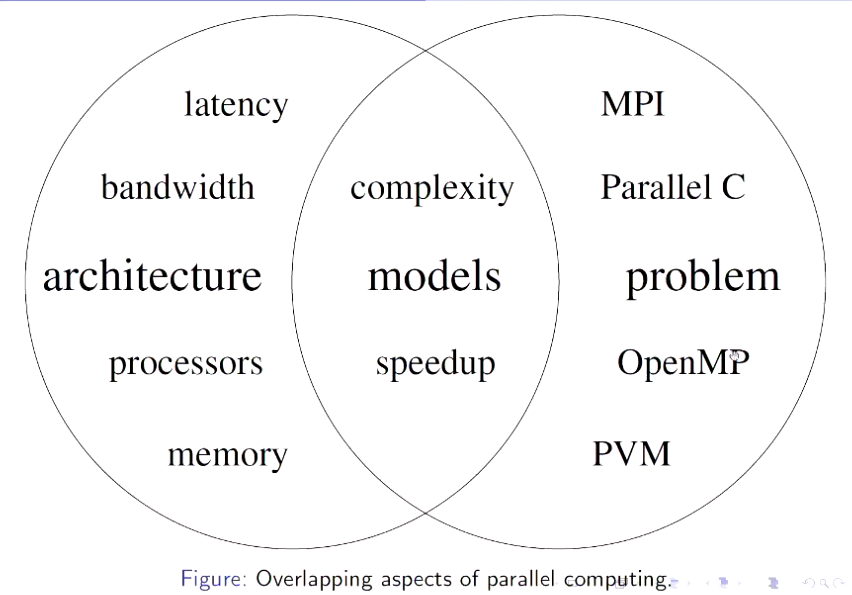 latency
MPI
bandwidth
complexity
Parallel C
architecture
models
problem
processors
speedup
OpenMP
memory
PVM
Figure: Overlapping aspects of parallel computing.